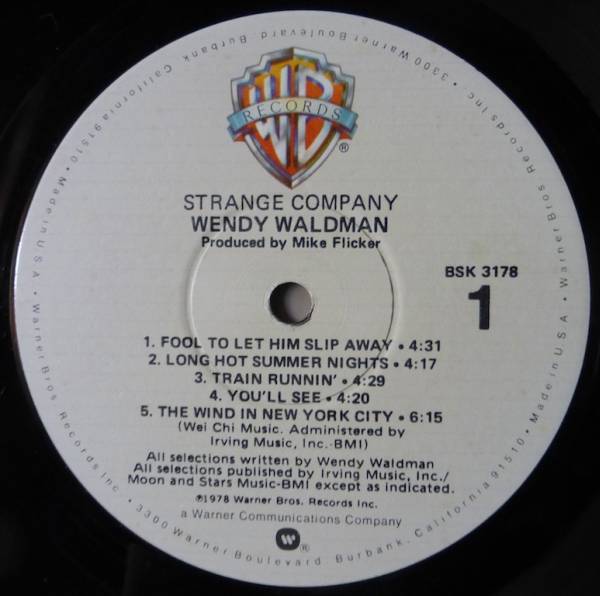 WB
RECORDS
®
STRANGE COMPANY
WENDY WALDMAN
Produced by Mike Flicker
BSK 3178
1
1. FOOL TO LET HIM SLIP AWAY • 4:31
2. LONG HOT SUMMER NIGHTS • 4:17
3. TRAIN RUNNIN' • 4:29
4. YOU'LL SEE • 4:20
5. THE WIND IN NEW YORK CITY • 6:15
(Wei Chi Music. Administered by
Irving Music, Inc.-BMI)
All selections written by Wendy Waldman
All selections published by Irving Music, Inc./
Moon and Stars Music-BMI except as indicated.
℗1978 Warner Bros. Records Inc.
a Warner Communications Company
®
Warner Bros Records Inc. • 3300 Warner Boulevard, Burbank, California 91510 • Made in U S A •
Warner Bros Records Inc • 3300 Warner Boulevard, Burbank, California 91510 • Made in U S A •